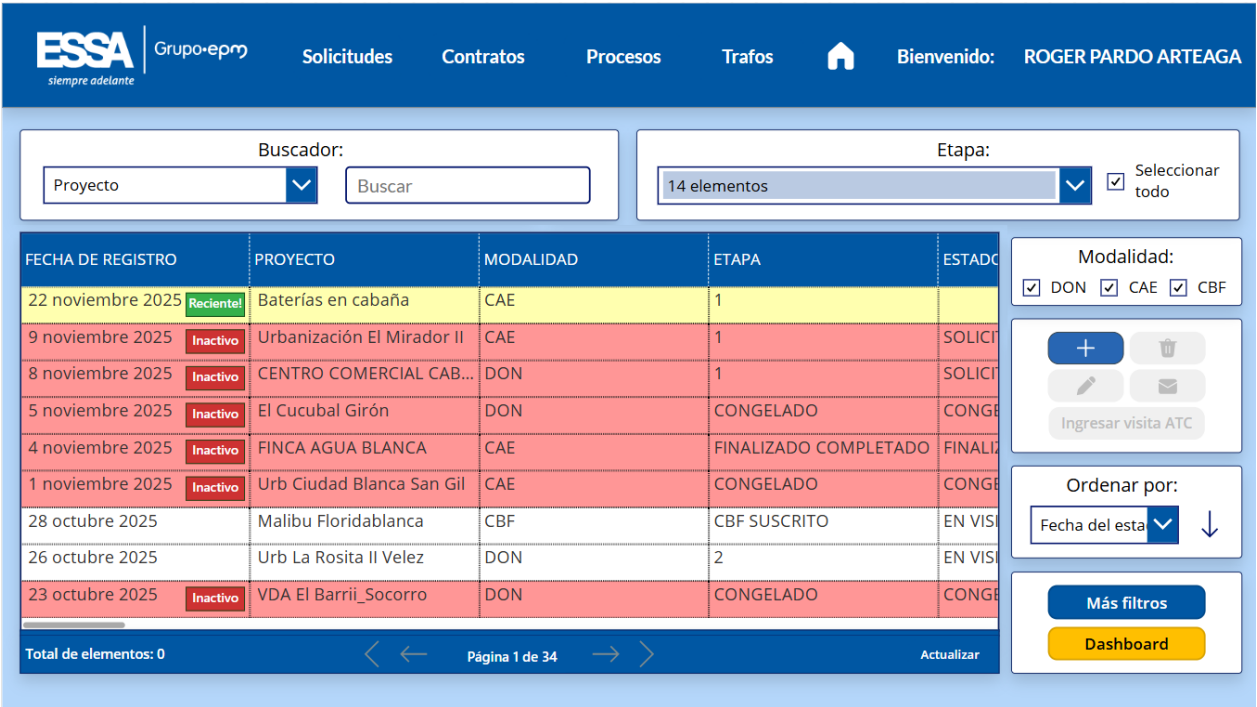 ESSA
siempre adelante
Grupo•epm
Solicitudes
Contratos
Procesos
Trafos
Bienvenido:
ROGER PARDO ARTEAGA
Buscador:
Proyecto
Buscar
Etapa:
14 elementos
Seleccionar
todo
FECHA DE REGISTRO PROYECTO MODALIDAD ETAPA ESTADO
22 noviembre 2025 Reciente! Baterías en cabaña CAE 1
9 noviembre 2025 Inactivo Urbanización El Mirador II CAE 1 SOLICIT
8 noviembre 2025 Inactivo CENTRO COMERCIAL CAB... DON 1 SOLICIT
5 noviembre 2025 Inactivo El Cucubal Girón DON CONGELADO CONGE
4 noviembre 2025 Inactivo FINCA AGUA BLANCA CAE FINALIZADO COMPLETADO FINALIZ
1 noviembre 2025 Inactivo Urb Ciudad Blanca San Gil CAE CONGELADO CONGE
28 octubre 2025 Malibu Floridablanca CBF CBF SUSCRITO EN VISI
26 octubre 2025 Urb La Rosita II Velez DON 2 EN VISI
23 octubre 2025 Inactivo VDA El Barrii_Socorro DON CONGELADO CONGE
Total de elementos: 0
Página 1 de 34
Actualizar
Modalidad:
DON CAE CBF
Ingresar visita ATC
Ordenar por:
Fecha del esta
Más filtros
Dashboard